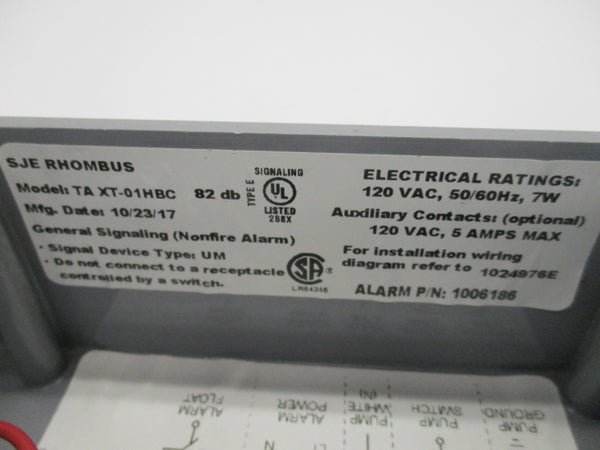 SJE RHOMBUS
Model: TA XT-01HBC 82 db
Mfg. Date: 10/23/17
General Signaling (Nonfire Alarm)
• Signal Device Type: UM
• Do not connect to a receptacle
controlled by a switch.
TYPE E
SIGNALING
UL
LISTED
288X
SA
LR84245
ELECTRICAL RATINGS:
120 VAC, 50/60Hz, 7W
Auxiliary Contacts: (optional)
120 VAC, 5 AMPS MAX
For installation wiring
diagram refer to 1024976E
ALARM P/N: 1006186
ALARM
FLOAT
ALARM
POWER
N
PUMP
WHITE
(N)
PUMP
SWITCH
PUMP
GROUND